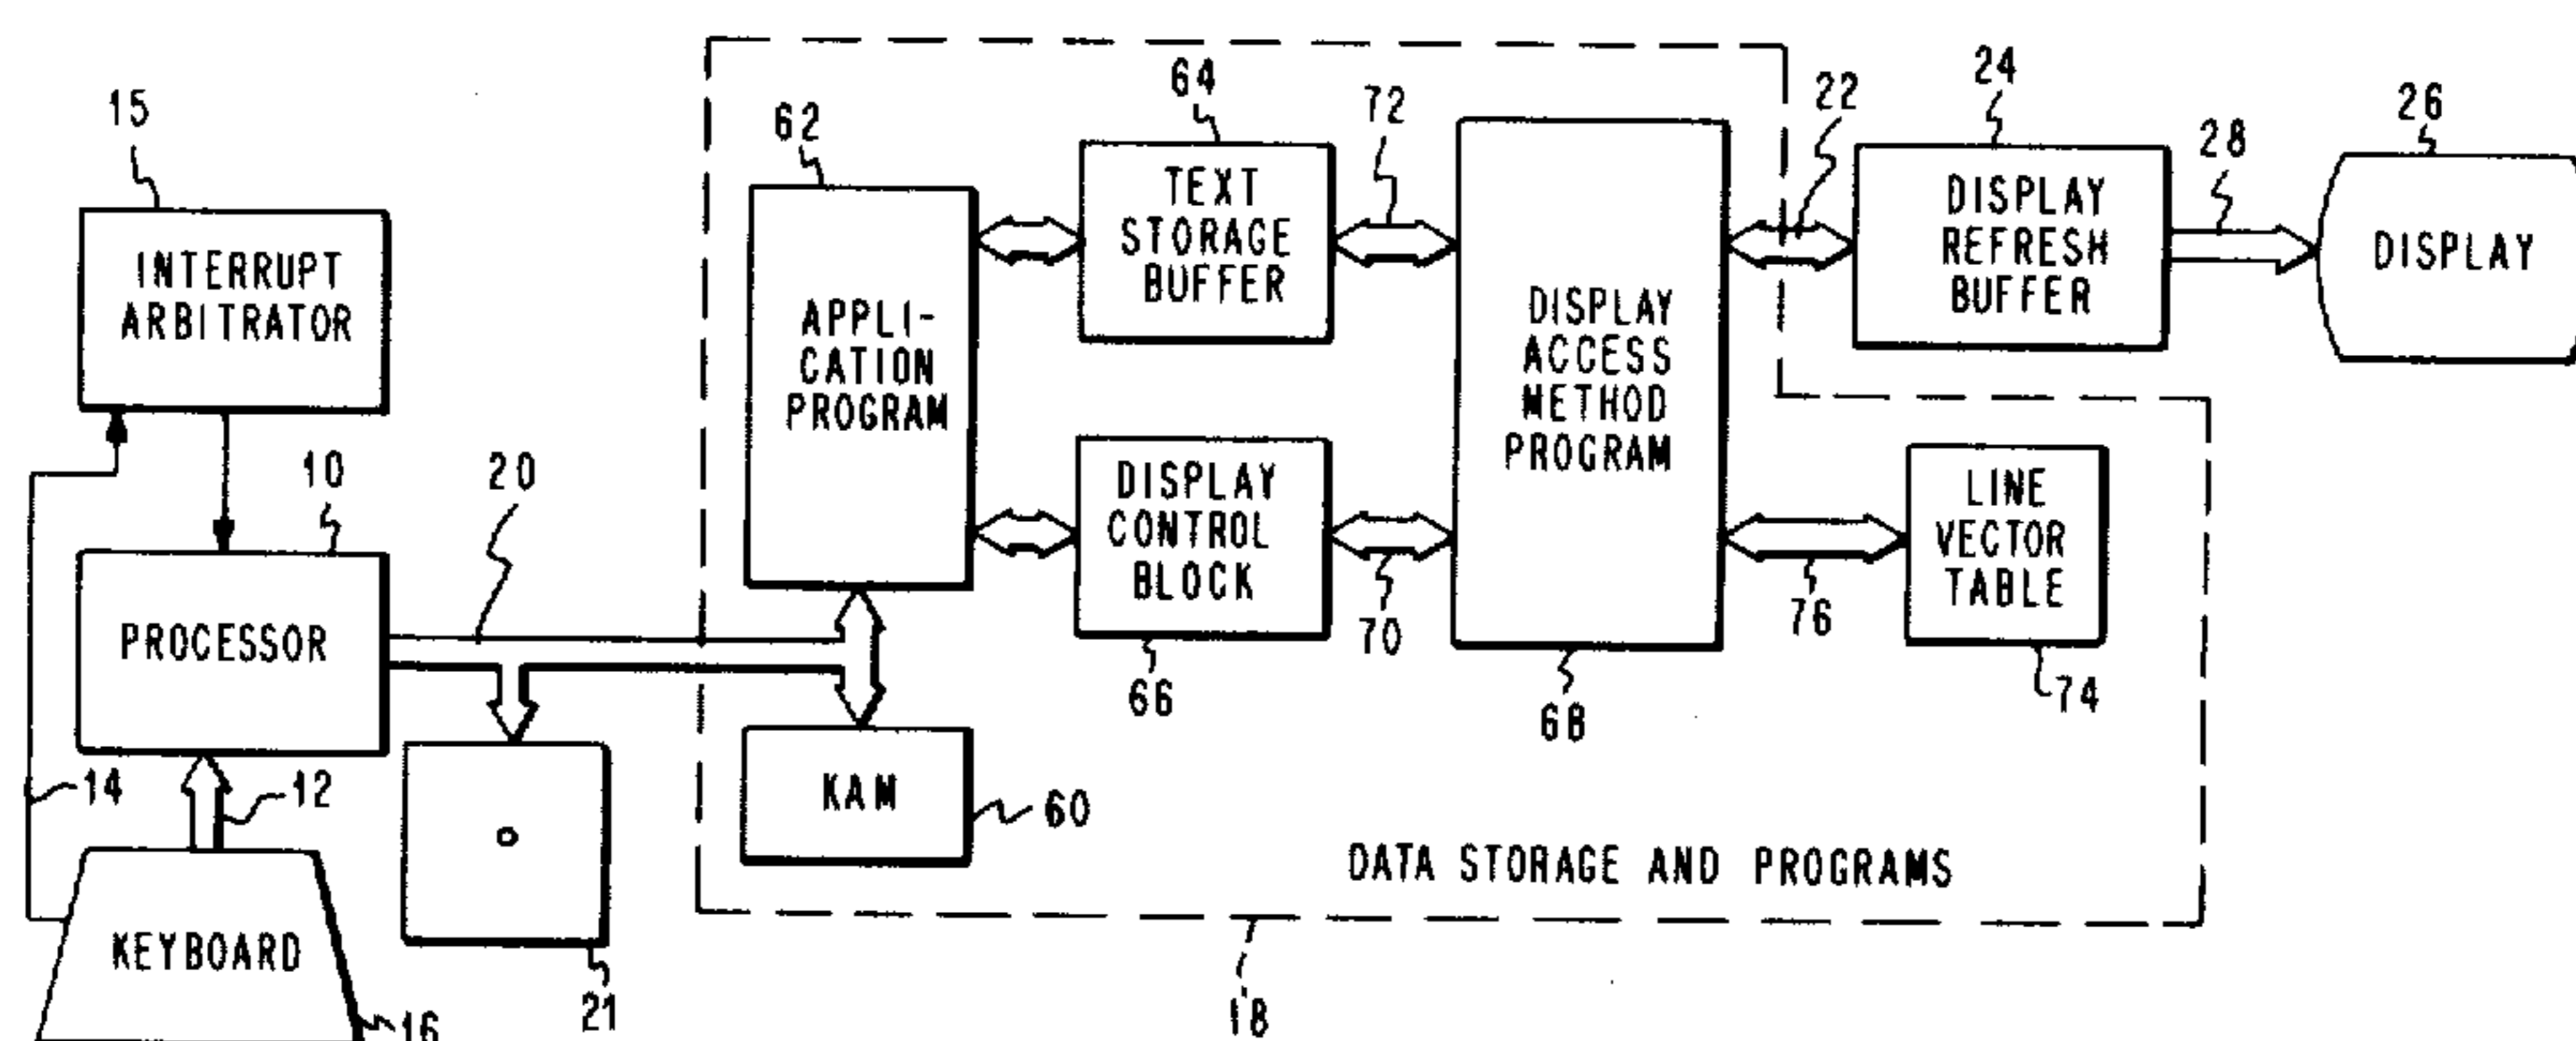 15
INTERRUPT
ARBITRATOR
10
PROCESSOR
20
14
12
KEYBOARD
16
21
62
APPLI-
CATION
PROGRAM
64
TEXT
STORAGE
BUFFER
72
DISPLAY
CONTROL
BLOCK
66
70
DISPLAY
ACCESS
METHOD
PROGRAM
68
22
24
DISPLAY
REFRESH
BUFFER
28
26
DISPLAY
76
LINE
VECTOR
TABLE
74
KAM
60
DATA STORAGE AND PROGRAMS
18